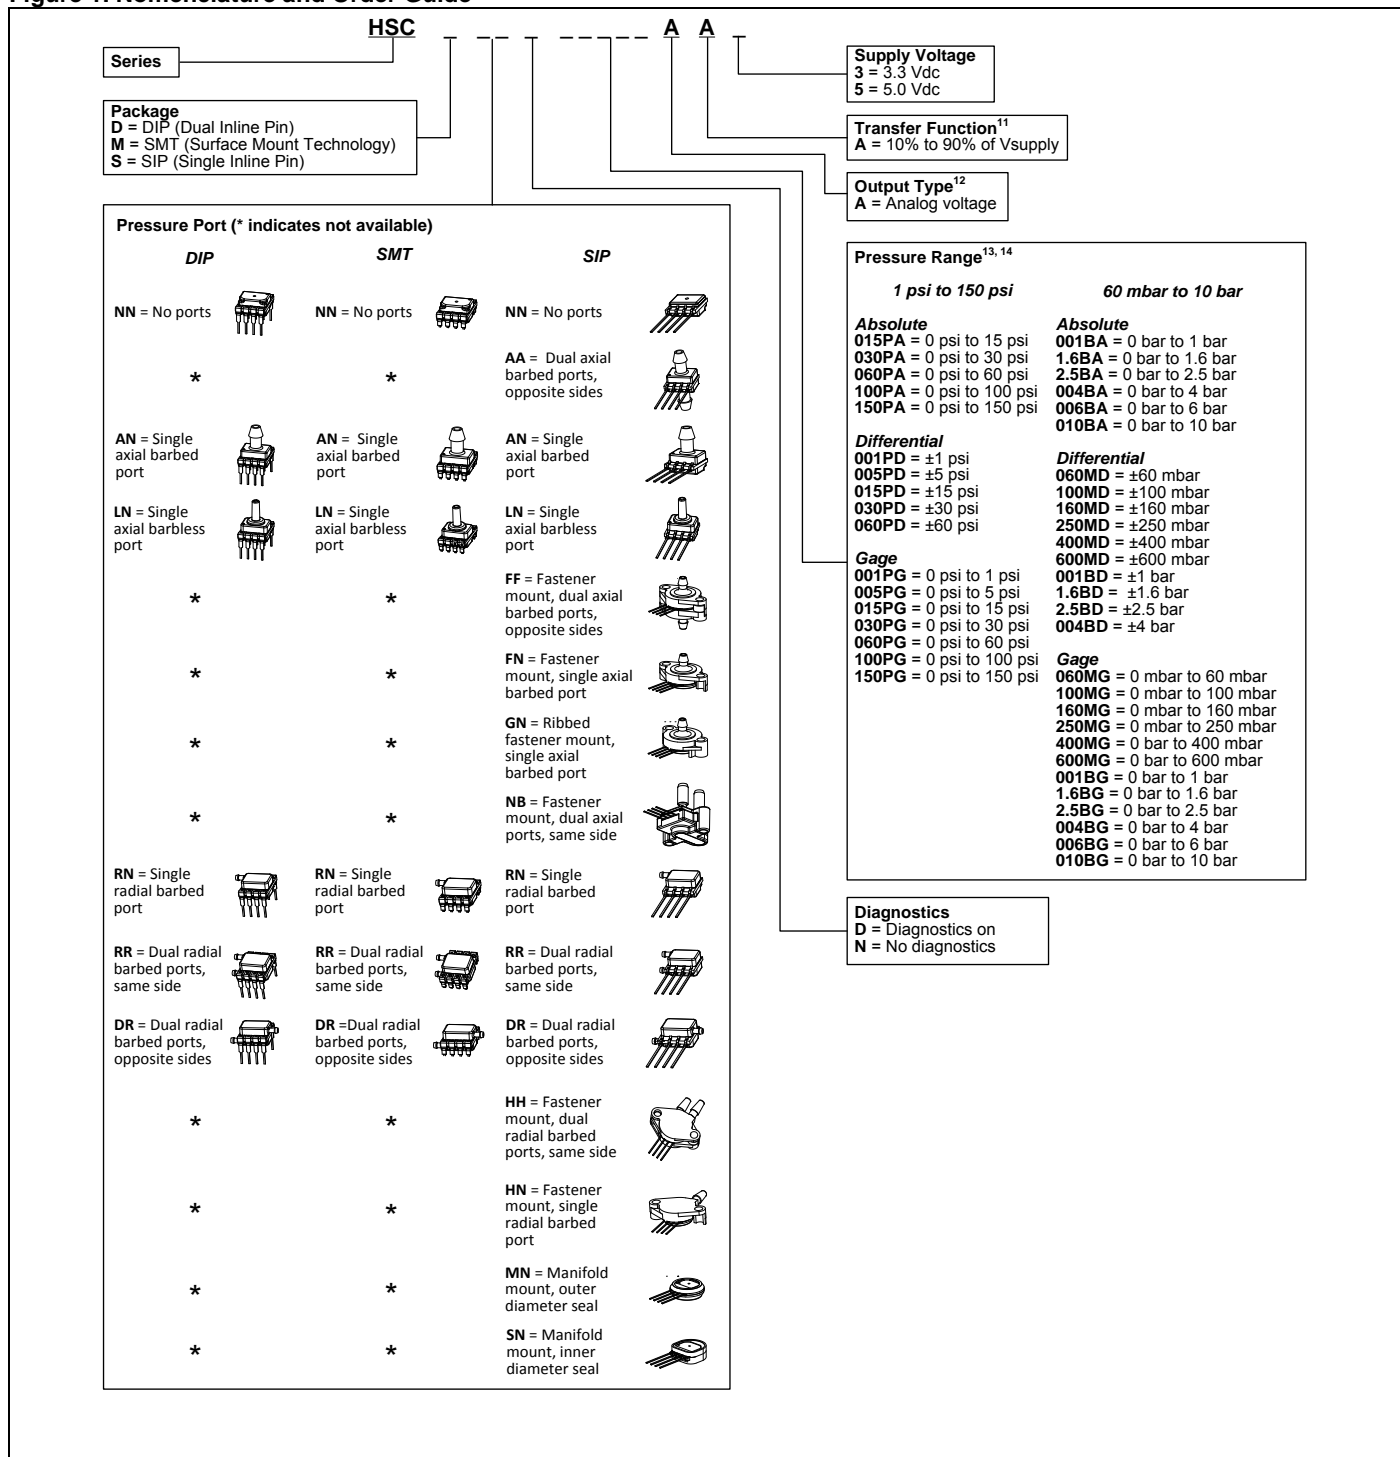 Figure 1. Nomenclature and Order Guide
HSC _ _ _ _ _ _ _ _ _ A A _
Series
Package
D = DIP (Dual Inline Pin)
M = SMT (Surface Mount Technology)
S = SIP (Single Inline Pin)
Supply Voltage
3 = 3.3 Vdc
5 = 5.0 Vdc
Transfer Function11
A = 10% to 90% of Vsupply
Output Type12
A = Analog voltage
Pressure Port (* indicates not available)
DIP SMT SIP
NN = No ports
NN = No ports
NN = No ports
*
*
AA = Dual axial
barbed ports,
opposite sides
AN = Single
axial barbed
port
AN = Single
axial barbed
port
AN = Single
axial barbed
port
LN = Single
axial barbless
port
LN = Single
axial barbless
port
LN = Single
axial barbless
port
*
*
FF = Fastener
mount, dual axial
barbed ports,
opposite sides
*
*
FN = Fastener
mount, single axial
barbed port
*
*
GN = Ribbed
fastener mount,
single axial
barbed port
*
*
NB = Fastener
mount, dual axial
ports, same side
RN = Single
radial barbed
port
RN = Single
radial barbed
port
RN = Single
radial barbed
port
RR = Dual radial
barbed ports,
same side
RR = Dual radial
barbed ports,
same side
RR = Dual radial
barbed ports,
same side
DR = Dual radial
barbed ports,
opposite sides
DR =Dual radial
barbed ports,
opposite sides
DR = Dual radial
barbed ports,
opposite sides
*
*
HH = Fastener
mount, dual
radial barbed
ports, same side
*
*
HN = Fastener
mount, single
radial barbed
port
*
*
MN = Manifold
mount, outer
diameter seal
*
*
SN = Manifold
mount, inner
diameter seal
Pressure Range13, 14
1 psi to 150 psi
Absolute
015PA = 0 psi to 15 psi
030PA = 0 psi to 30 psi
060PA = 0 psi to 60 psi
100PA = 0 psi to 100 psi
150PA = 0 psi to 150 psi
Differential
001PD = ±1 psi
005PD = ±5 psi
015PD = ±15 psi
030PD = ±30 psi
060PD = ±60 psi
Gage
001PG = 0 psi to 1 psi
005PG = 0 psi to 5 psi
015PG = 0 psi to 15 psi
030PG = 0 psi to 30 psi
060PG = 0 psi to 60 psi
100PG = 0 psi to 100 psi
150PG = 0 psi to 150 psi
60 mbar to 10 bar
Absolute
001BA = 0 bar to 1 bar
1.6BA = 0 bar to 1.6 bar
2.5BA = 0 bar to 2.5 bar
004BA = 0 bar to 4 bar
006BA = 0 bar to 6 bar
010BA = 0 bar to 10 bar
Differential
060MD = ±60 mbar
100MD = ±100 mbar
160MD = ±160 mbar
250MD = ±250 mbar
400MD = ±400 mbar
600MD = ±600 mbar
001BD = ±1 bar
1.6BD = ±1.6 bar
2.5BD = ±2.5 bar
004BD = ±4 bar
Gage
060MG = 0 mbar to 60 mbar
100MG = 0 mbar to 100 mbar
160MG = 0 mbar to 160 mbar
250MG = 0 mbar to 250 mbar
400MG = 0 bar to 400 mbar
600MG = 0 bar to 600 mbar
001BG = 0 bar to 1 bar
1.6BG = 0 bar to 1.6 bar
2.5BG = 0 bar to 2.5 bar
004BG = 0 bar to 4 bar
006BG = 0 bar to 6 bar
010BG = 0 bar to 10 bar
Diagnostics
D = Diagnostics on
N = No diagnostics